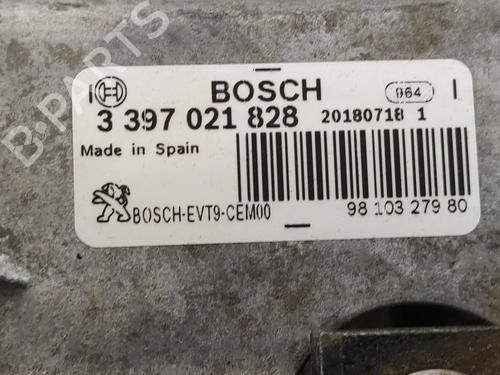 B-PARTS
BOSCH 964
3 397 021 828 20180718 1
Made in Spain
BOSCH-EVT9-CEM00
98 103 279 80